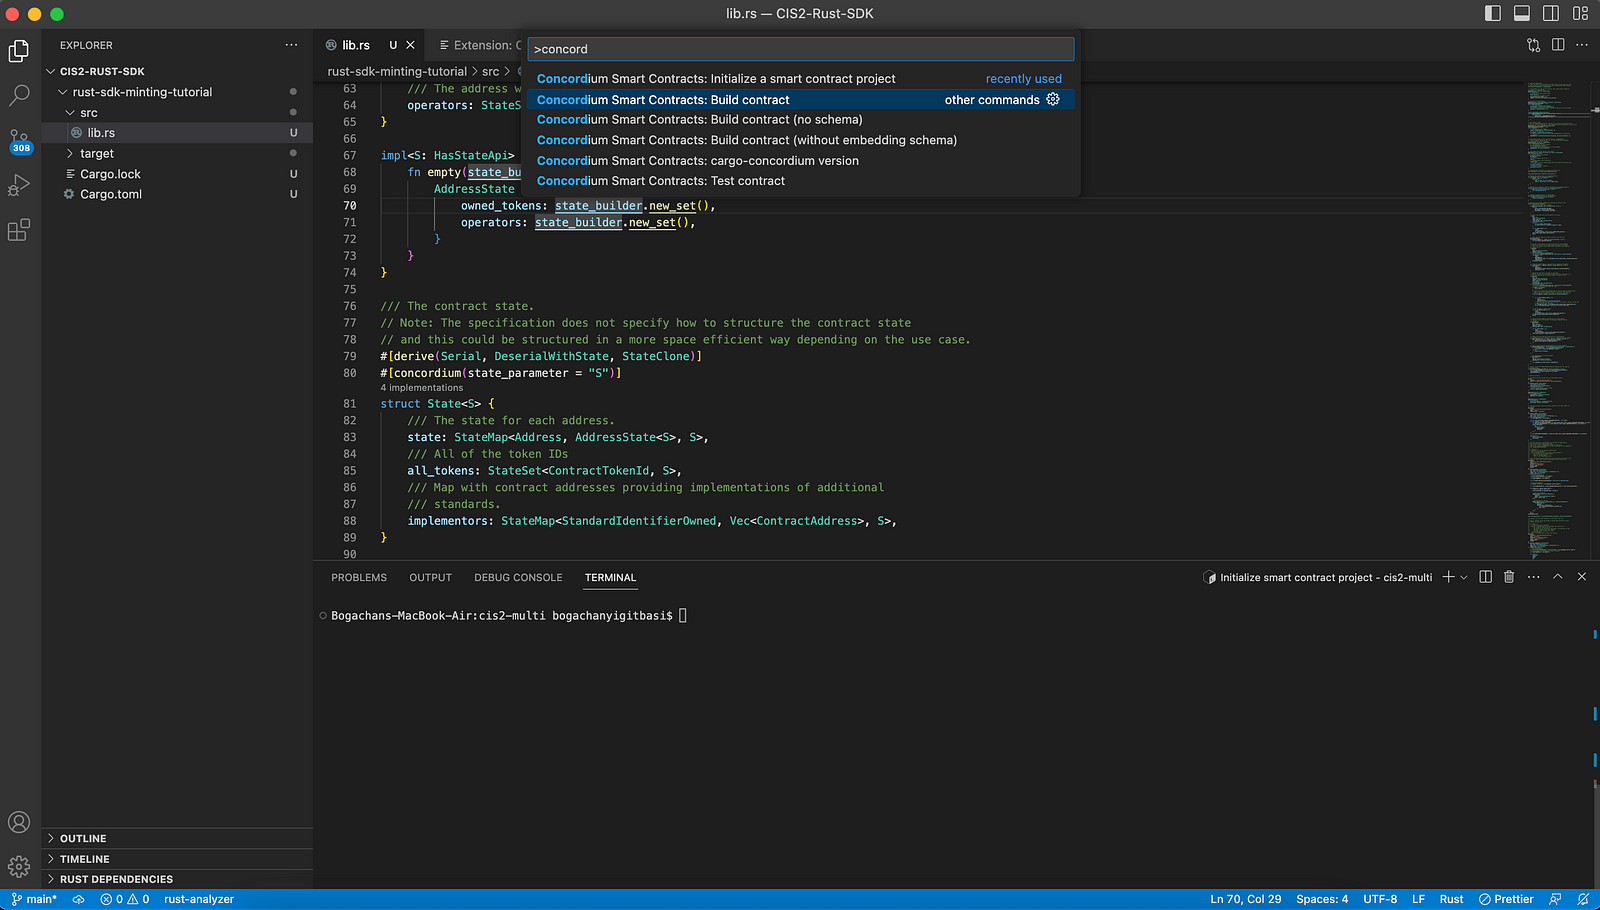 lib.rs — CIS2-Rust-SDK
EXPLORER
CIS2-RUST-SDK
rust-sdk-minting-tutorial
src
lib.rs U
target
Cargo.lock U
Cargo.toml U
308
OUTLINE
TIMELINE
RUST DEPENDENCIES
lib.rs U
Extension: C
rust-sdk-minting-tutorial > src >
>concord
Concordium Smart Contracts: Initialize a smart contract project recently used
Concordium Smart Contracts: Build contract other commands
Concordium Smart Contracts: Build contract (no schema)
Concordium Smart Contracts: Build contract (without embedding schema)
Concordium Smart Contracts: cargo-concordium version
Concordium Smart Contracts: Test contract
63 /// The address w
64 operators: StateS
65 }
66
67 impl<S: HasStateApi>
68 fn empty(state_bu
69 AddressState
70 owned_tokens: state_builder.new_set(),
71 operators: state_builder.new_set(),
72 }
73 }
74 }
75
76 /// The contract state.
77 // Note: The specification does not specify how to structure the contract state
78 // and this could be structured in a more space efficient way depending on the use case.
79 #[derive(Serial, DeserialWithState, StateClone)]
80 #[concordium(state_parameter = "S")]
4 implementations
81 struct State<S> {
82 /// The state for each address.
83 state: StateMap<Address, AddressState<S>, S>,
84 /// All of the token IDs
85 all_tokens: StateSet<ContractTokenId, S>,
86 /// Map with contract addresses providing implementations of additional
87 /// standards.
88 implementors: StateMap<StandardIdentifierOwned, Vec<ContractAddress>, S>,
89 }
90
PROBLEMS OUTPUT DEBUG CONSOLE TERMINAL
Initialize smart contract project - cis2-multi
Bogachans-MacBook-Air:cis2-multi bogachanyigitbasi$
main* 0 0 rust-analyzer
Ln 70, Col 29 Spaces: 4 UTF-8 LF Rust Prettier